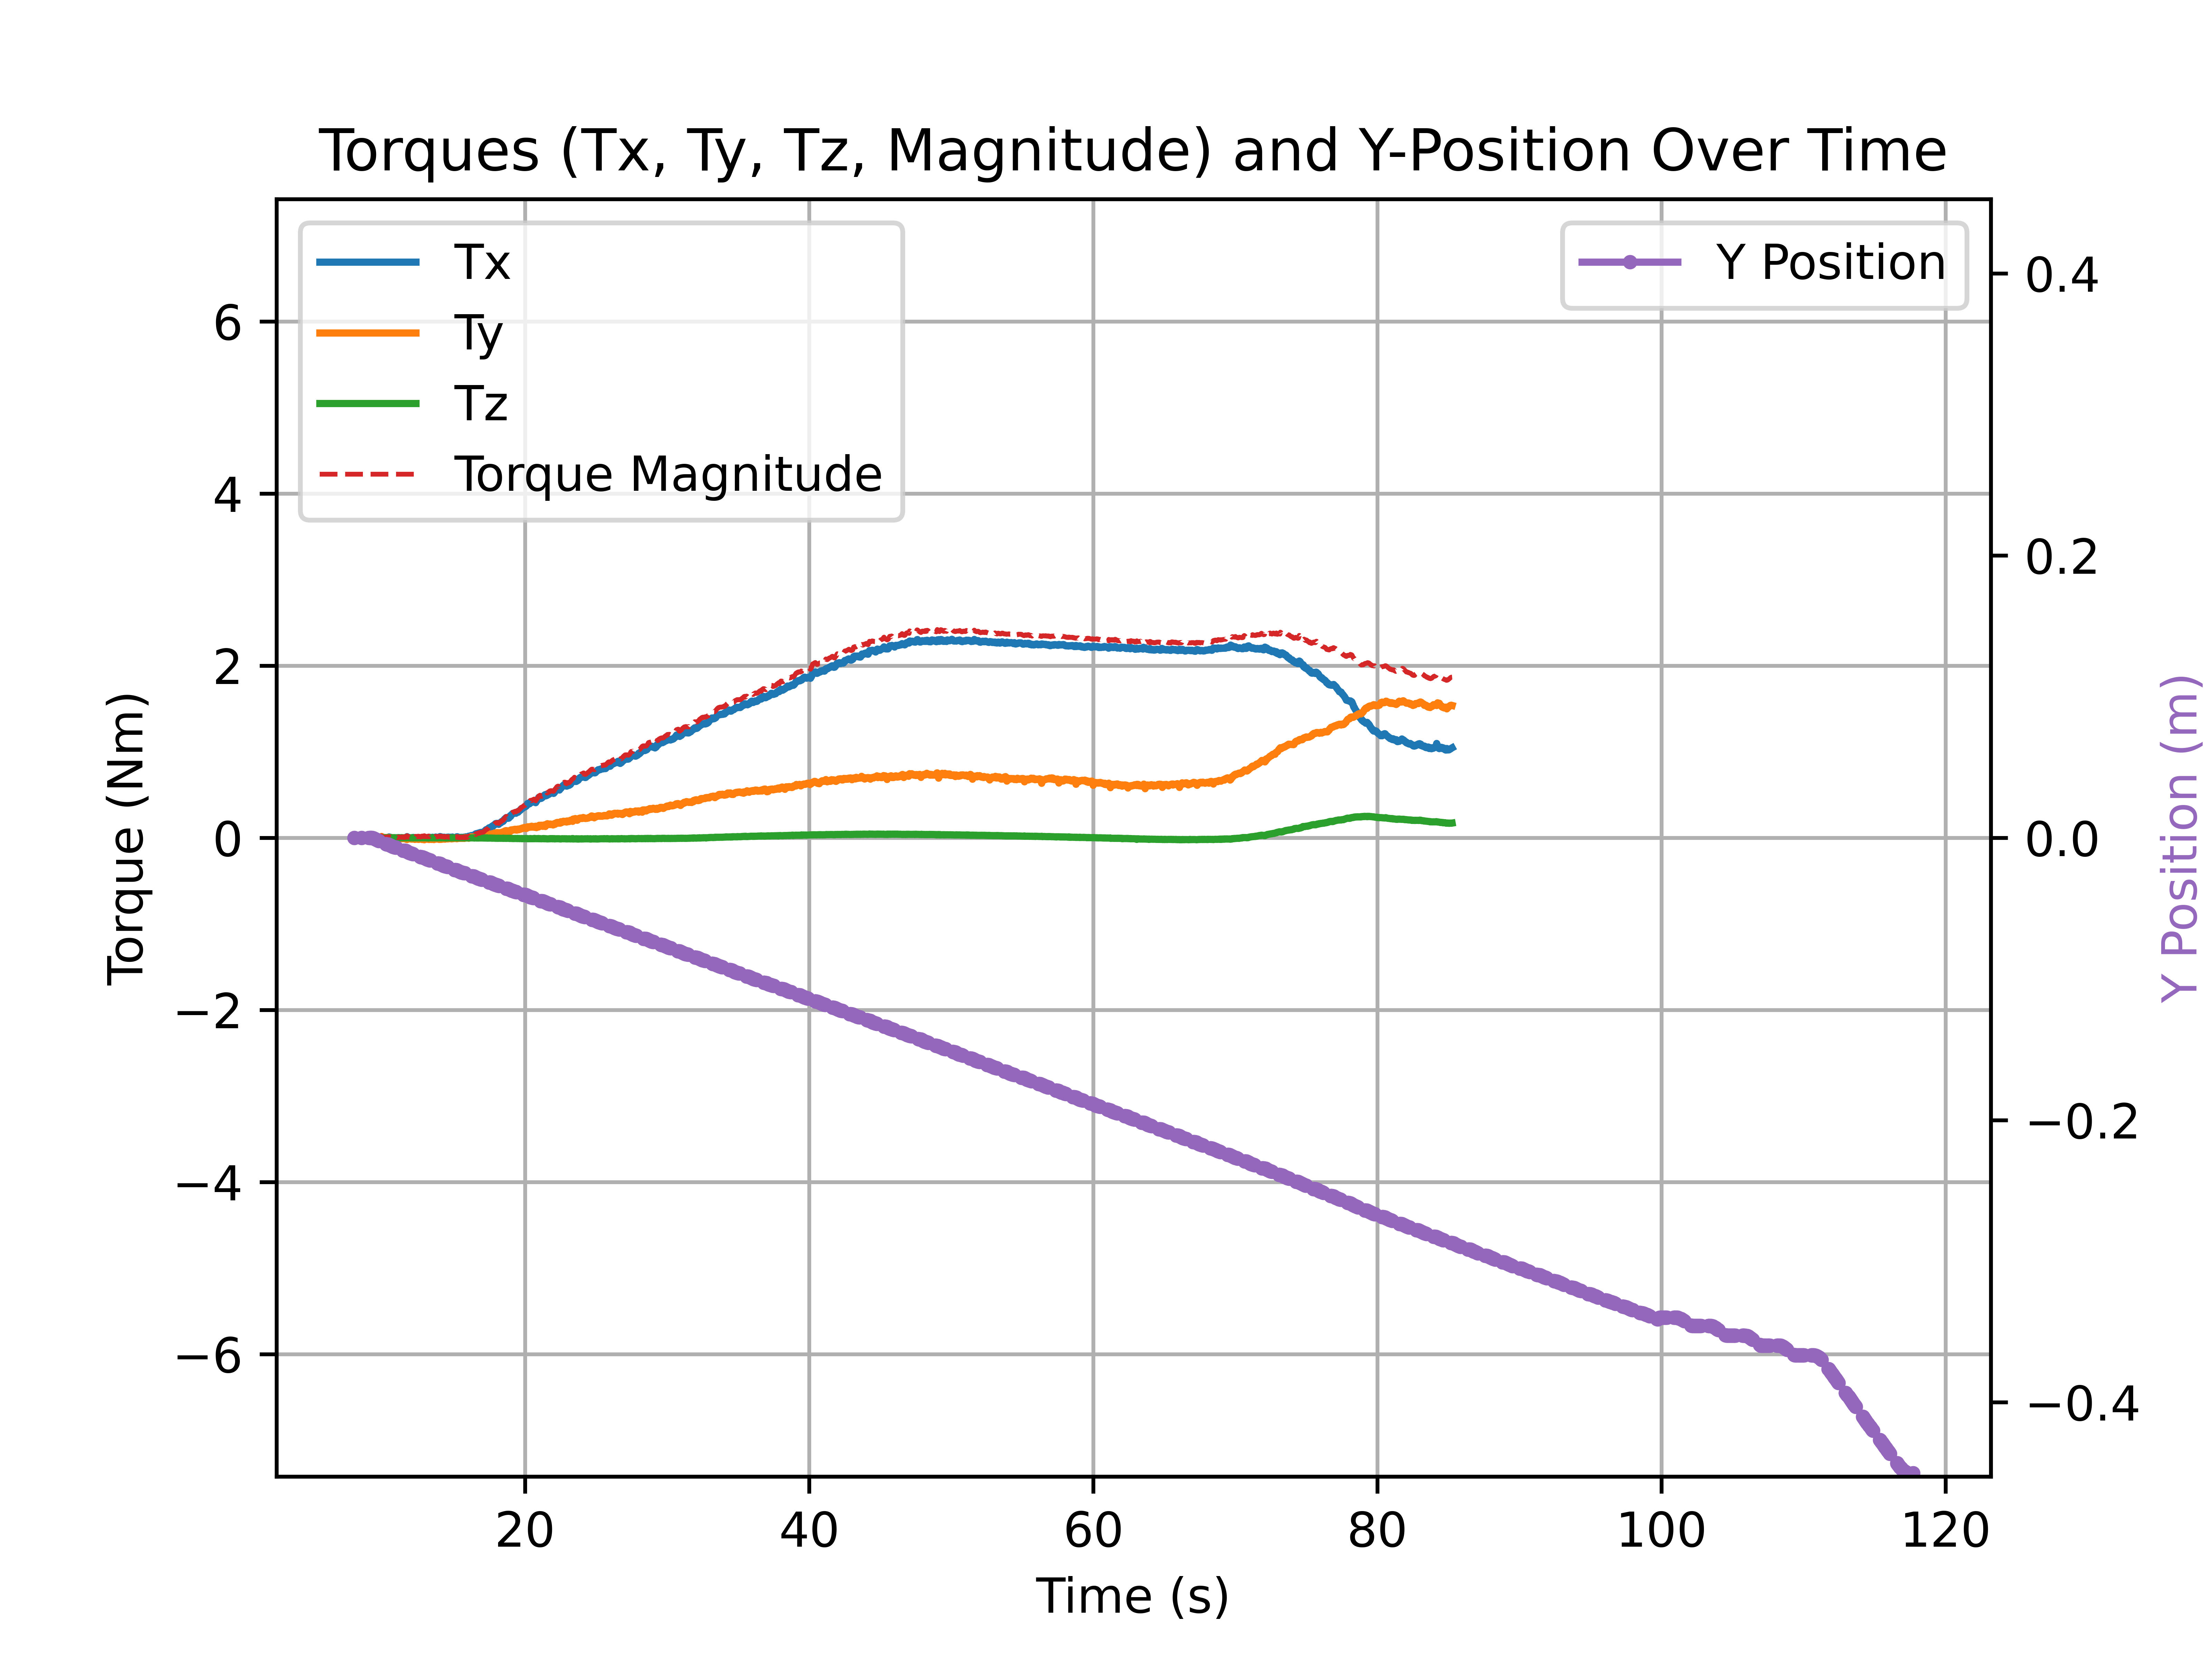 Torques (Tx, Ty, Tz, Magnitude) and Y-Position Over Time
Tx
Ty
Tz
Torque Magnitude
Y Position
6
4
2
0
−2
−4
−6
Torque (Nm)
0.4
0.2
0.0
−0.2
−0.4
Y Position (m)
20 40 60 80 100 120
Time (s)